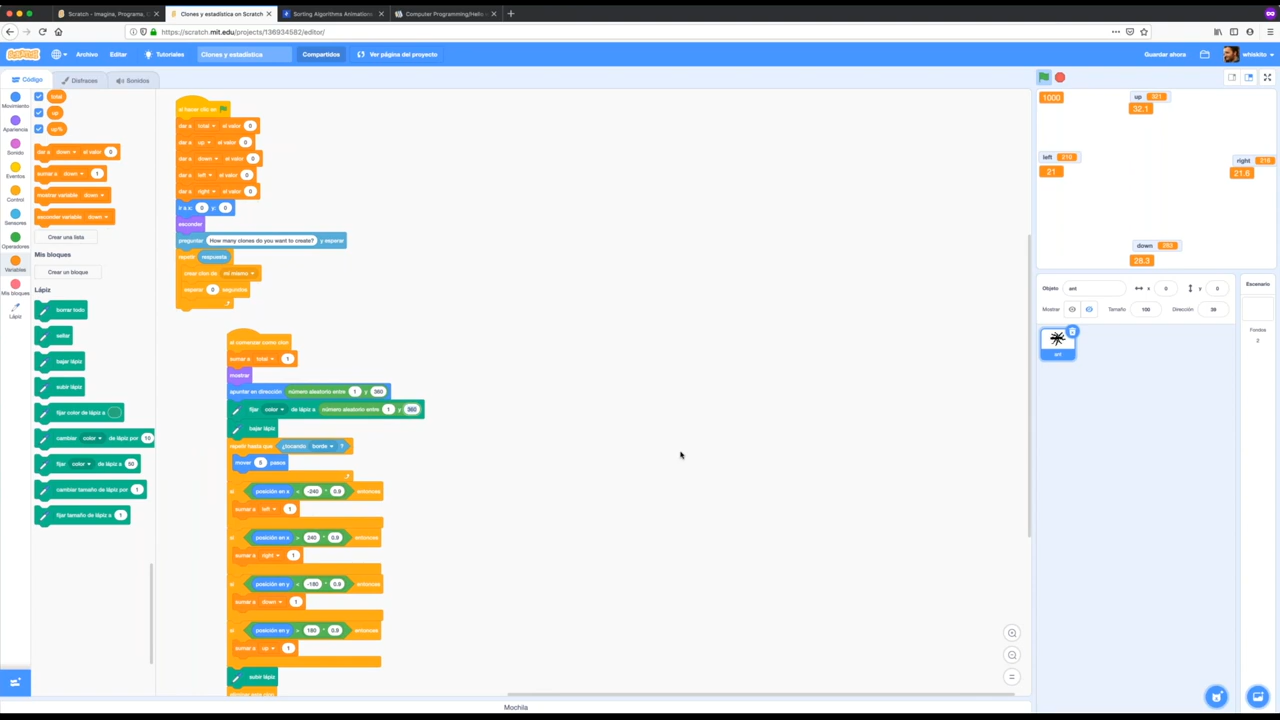 Scratch - Imagina, Programa, C
Clones y estadística en Scratch
Sorting Algorithms Animations
Computer Programming/Hello
https://scratch.mit.edu/projects/136934582/editor/
SCRATCH
Archivo
Editar
Tutoriales
Clones y estadística
Compartidos
Ver página del proyecto
Guardar ahora
whiskito
Código
Disfraces
Sonidos
Movimiento
Apariencia
Sonido
Eventos
Control
Sensores
Operadores
Variables
Mis bloques
Lápiz
total
up
up%
dar a down el valor 0
sumar a down 1
mostrar variable down
esconder variable down
Crear una lista
Mis bloques
Crear un bloque
Lápiz
borrar todo
sellar
bajar lápiz
subir lápiz
fijar color de lápiz a
cambiar color de lápiz por 10
fijar color de lápiz a 50
cambiar tamaño de lápiz por 1
fijar tamaño de lápiz a 1
al hacer clic en
dar a total el valor 0
dar a up el valor 0
dar a down el valor 0
dar a left el valor 0
dar a right el valor 0
ir a x: 0 y: 0
esconder
preguntar How many clones do you want to create? y esperar
repetir respuesta
crear clon de mí mismo
esperar 0 segundos
al comenzar como clon
sumar a total 1
mostrar
apuntar en dirección número aleatorio entre 1 y 360
fijar color de lápiz a número aleatorio entre 1 y 360
bajar lápiz
repetir hasta que ¿tocando borde ?
mover 5 pasos
si posición en x < -240 * 0.9 entonces
sumar a left 1
si posición en x > 240 * 0.9 entonces
sumar a right 1
si posición en y < -180 * 0.9 entonces
sumar a down 1
si posición en y > 180 * 0.9 entonces
sumar a up 1
subir lápiz
Mochila
1000
up 321
32.1
left 210
21
right 216
21.6
down 283
28.3
Objeto ant x 0 y 0
Mostrar Tamaño 100 Dirección 39
ant
Escenario
Fondos
2